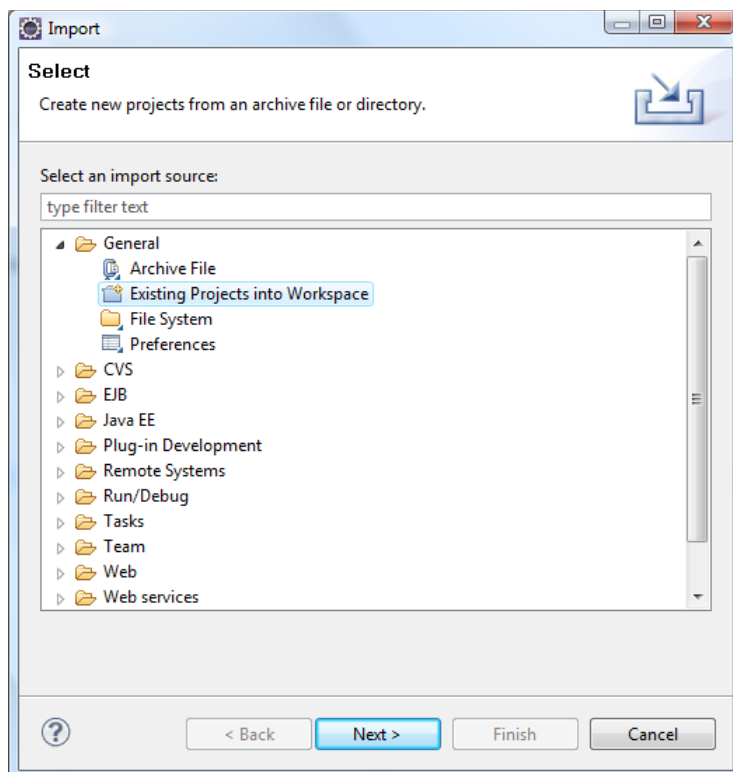 Import
Select
Create new projects from an archive file or directory.
Select an import source:
type filter text
General
Archive File
Existing Projects into Workspace
File System
Preferences
CVS
EJB
Java EE
Plug-in Development
Remote Systems
Run/Debug
Tasks
Team
Web
Web services
? < Back Next > Finish Cancel